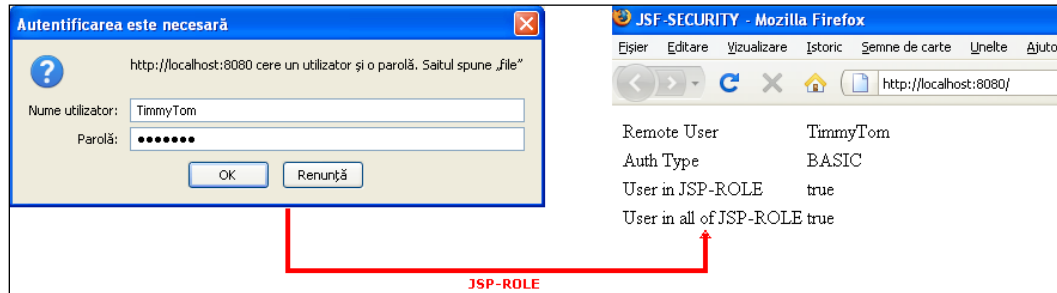 Autentificarea este necesară
http://localhost:8080 cere un utilizator și o parolă. Saitul spune „file”
Nume utilizator: TimmyTom
Parolă: ●●●●●●●
OK Renunță
JSF-SECURITY - Mozilla Firefox
Fișier Editare Vizualizare Istoric Semne de carte Unelte Ajuto
http://localhost:8080/
Remote User TimmyTom
Auth Type BASIC
User in JSP-ROLE true
User in all of JSP-ROLE true
JSP-ROLE